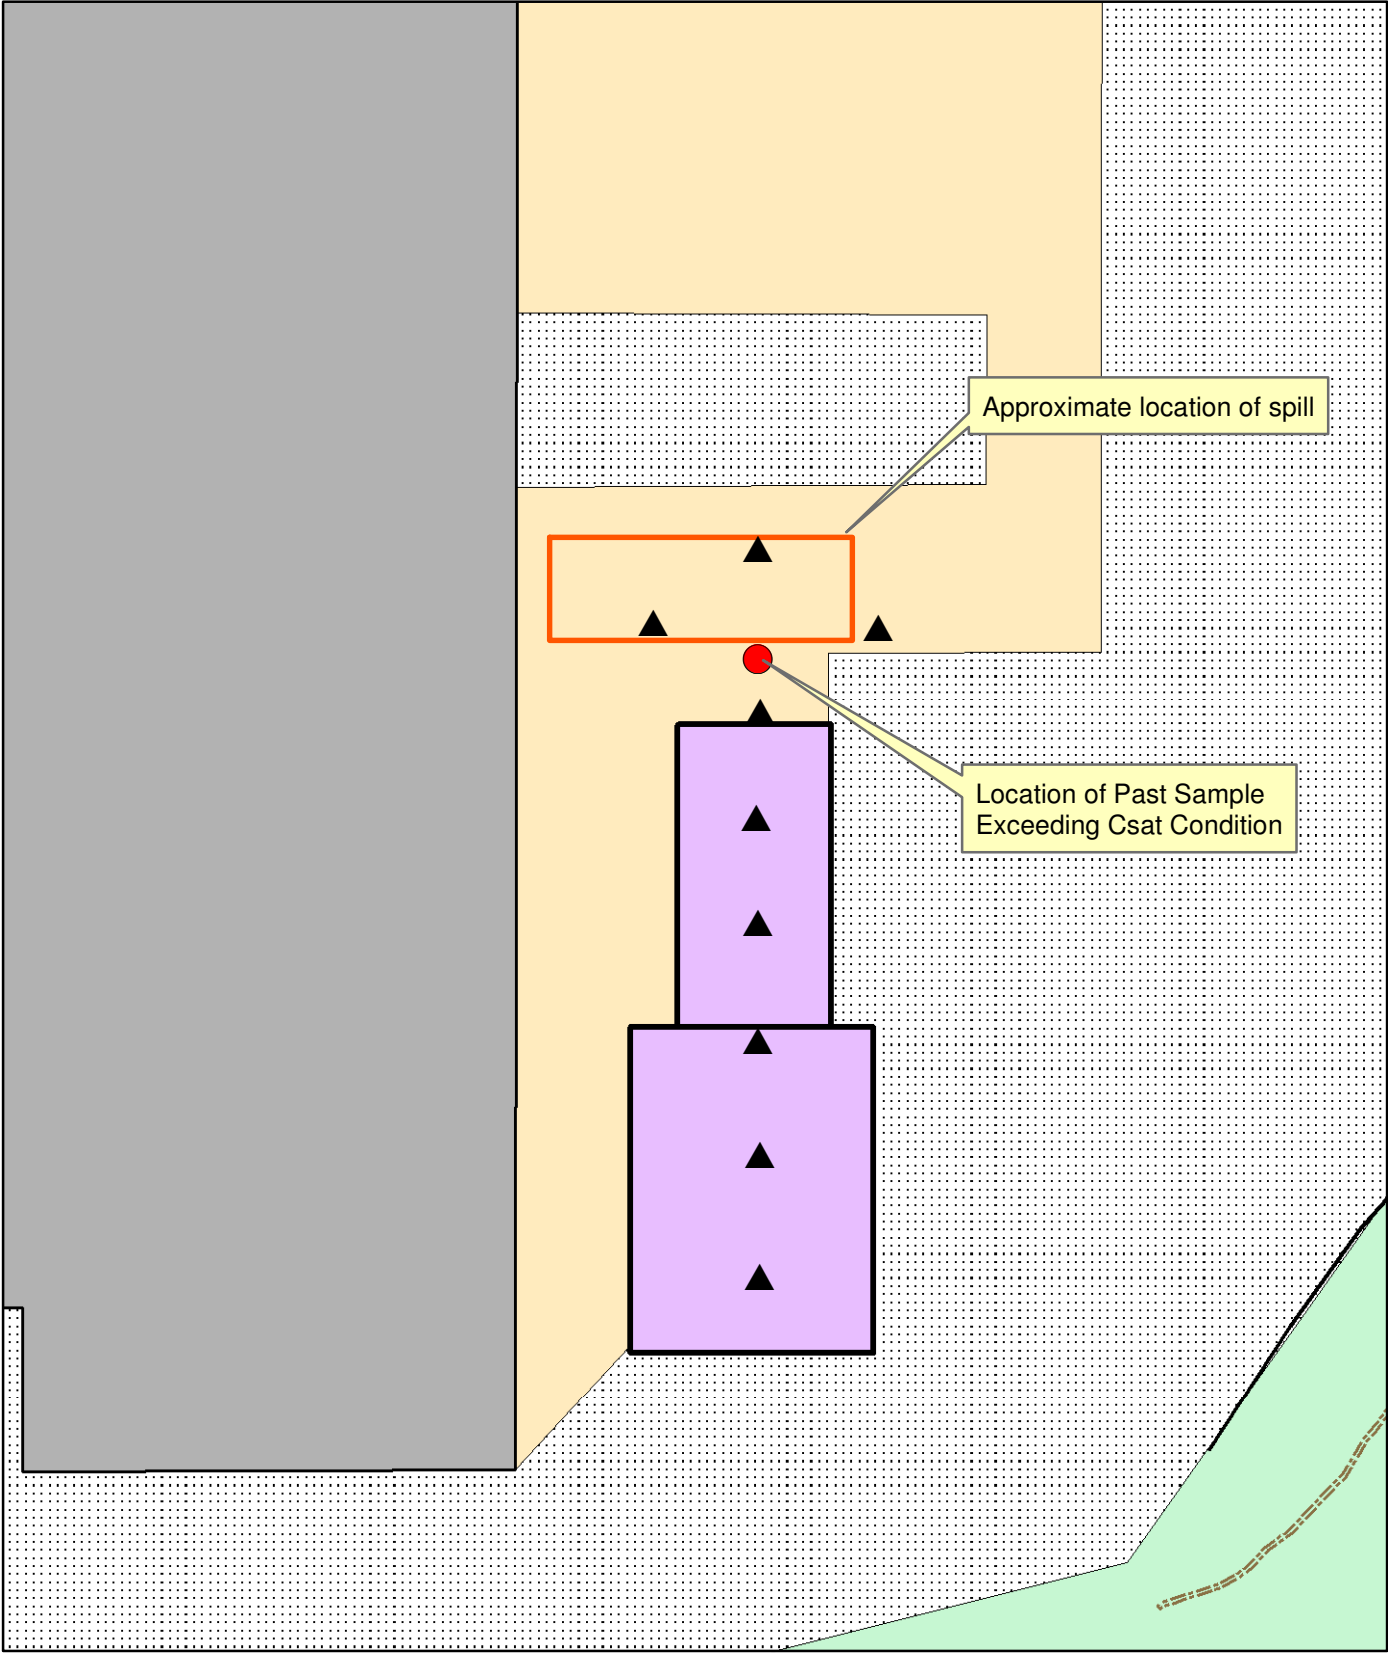 Approximate location of spill
Location of Past Sample
Exceeding Csat Condition